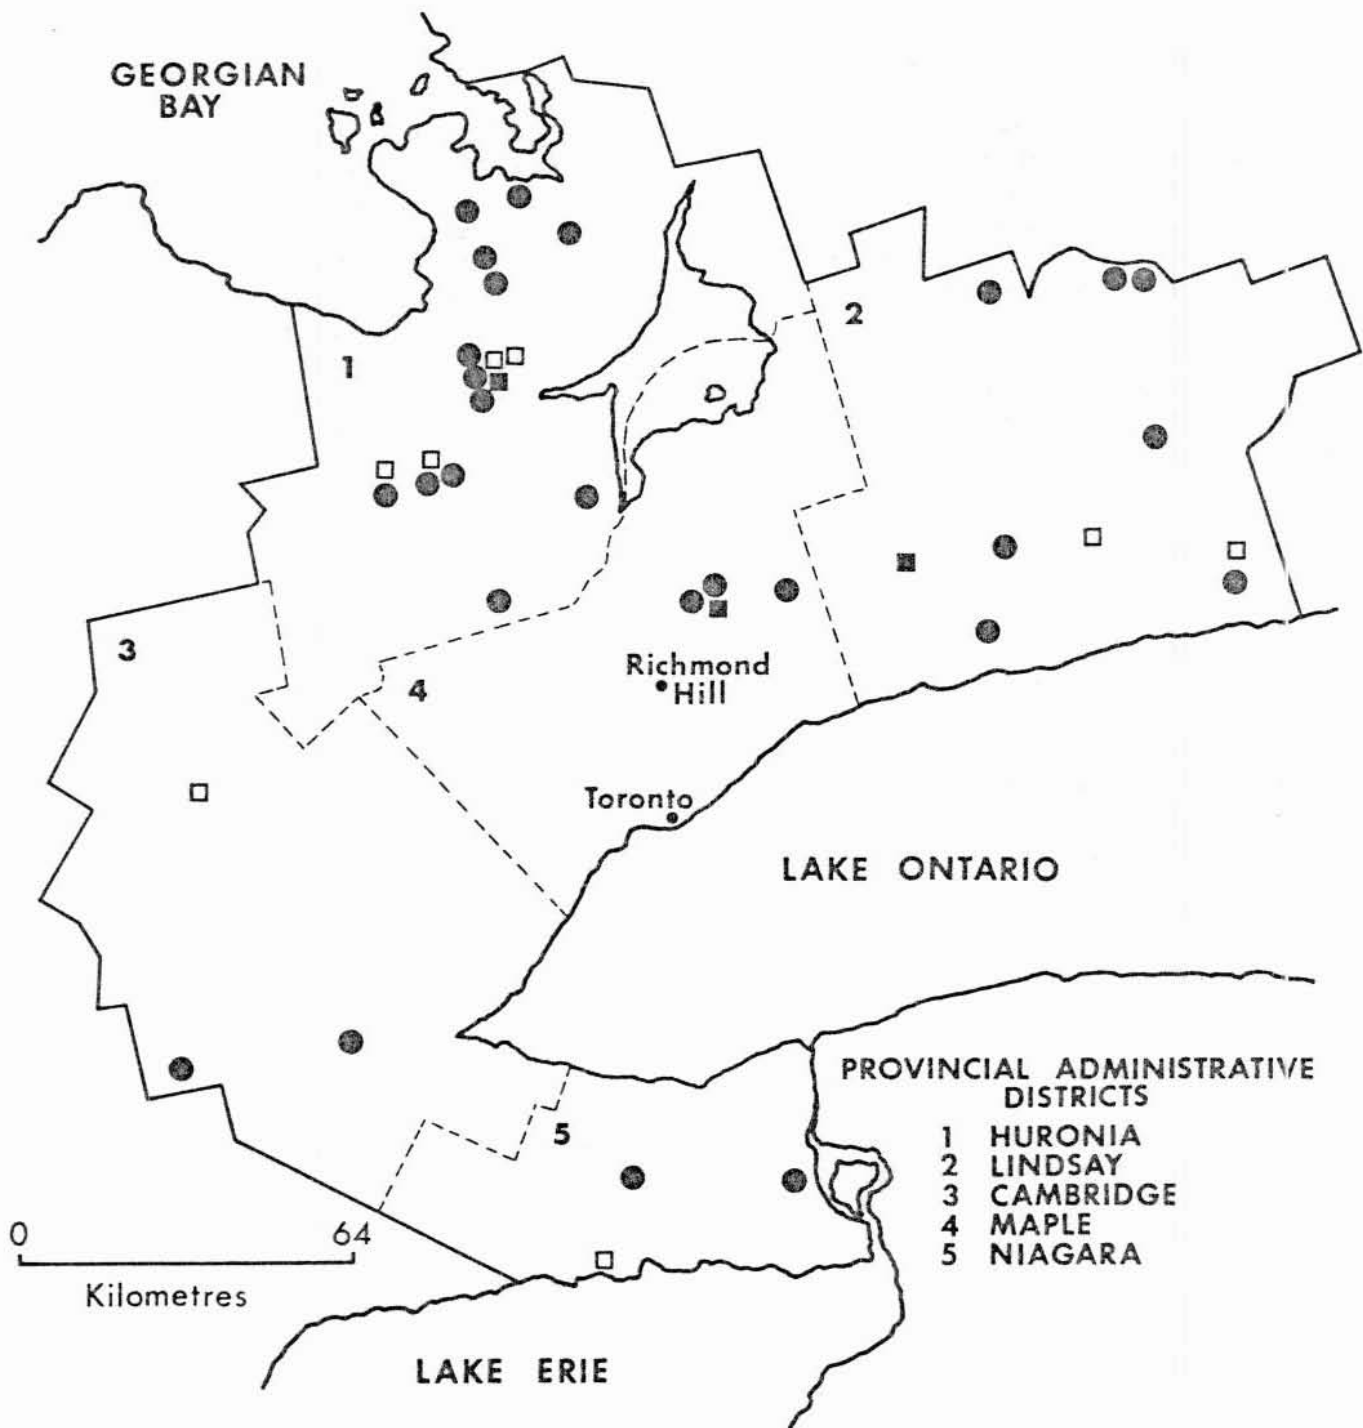 GEORGIAN
BAY
1
2
3
4
Richmond
Hill
Toronto
LAKE ONTARIO
PROVINCIAL ADMINISTRATIVE
DISTRICTS
1 HURONIA
2 LINDSAY
3 CAMBRIDGE
4 MAPLE
5 NIAGARA
5
0 64
Kilometres
LAKE ERIE